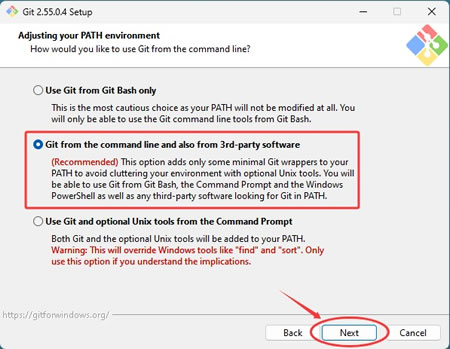 Git 2.55.0.4 Setup
Adjusting your PATH environment
How would you like to use Git from the command line?
Use Git from Git Bash only
This is the most cautious choice as your PATH will not be modified at all. You
will only be able to use the Git command line tools from Git Bash.
Git from the command line and also from 3rd-party software
(Recommended) This option adds only some minimal Git wrappers to your
PATH to avoid cluttering your environment with optional Unix tools. You will
be able to use Git from Git Bash, the Command Prompt and the Windows
PowerShell as well as any third-party software looking for Git in PATH.
Use Git and optional Unix tools from the Command Prompt
Both Git and the optional Unix tools will be added to your PATH.
Warning: This will override Windows tools like "find" and "sort". Only
use this option if you understand the implications.
https://gitforwindows.org/
Back
Next
Cancel